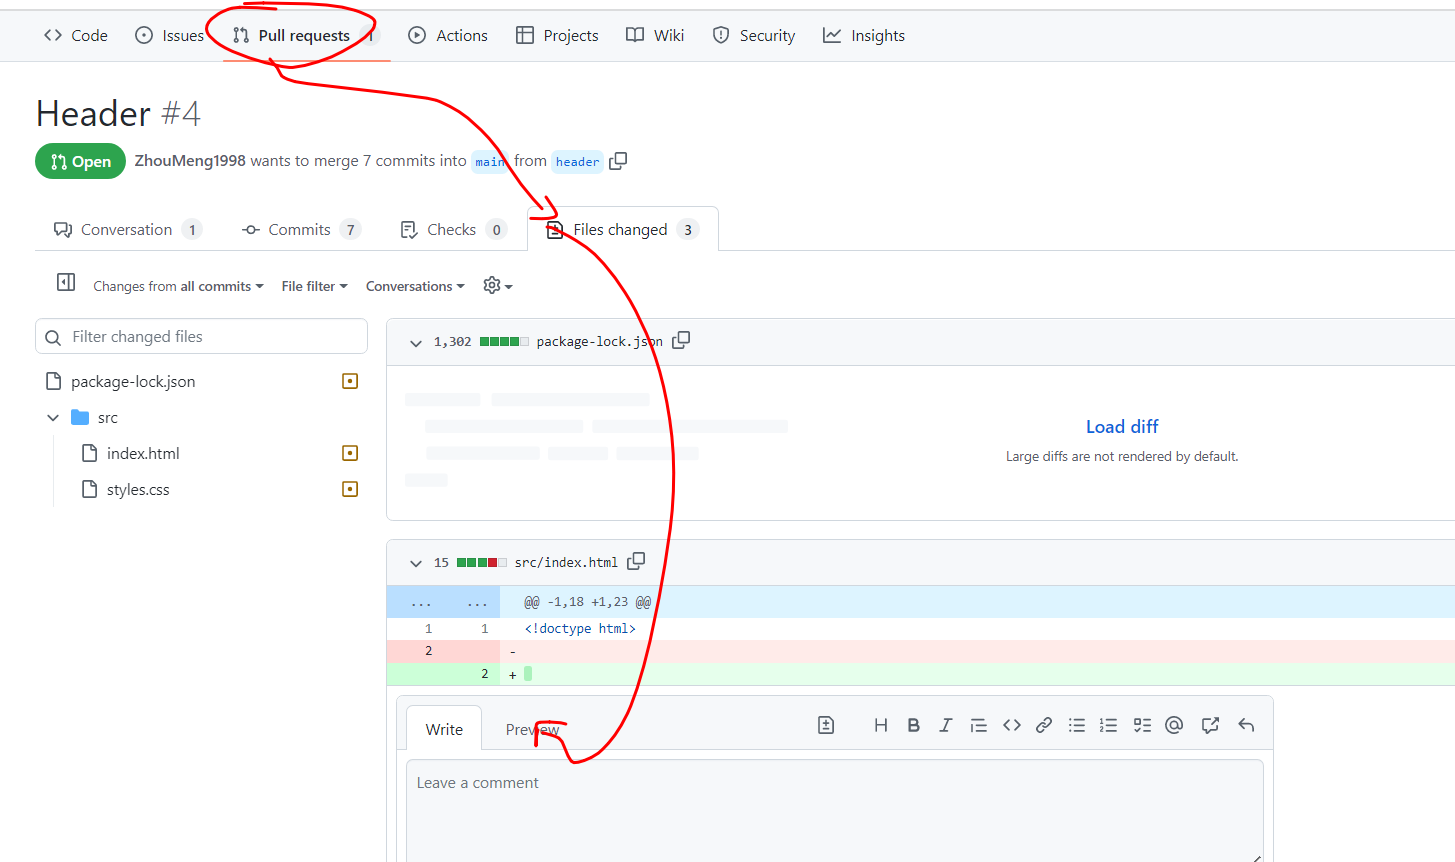 Code Issues Pull requests 1 Actions Projects Wiki Security Insights
Header #4
Open ZhouMeng1998 wants to merge 7 commits into main from header
Conversation 1 Commits 7 Checks 0 Files changed 3
Changes from all commits File filter Conversations
Filter changed files
1,302 package-lock.json
package-lock.json
src
index.html
styles.css
Load diff
Large diffs are not rendered by default.
15 src/index.html
... ... @@ -1,18 +1,23 @@
1 1 <!doctype html>
2 -
2 +
Write Preview
Leave a comment